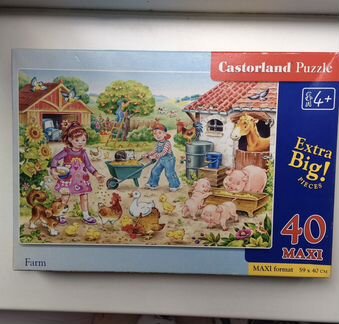 Castorland Puzzle
4+
Extra
Big!
PIECES
40
MAXI
MAXI format 59 x 40 CM
Farm